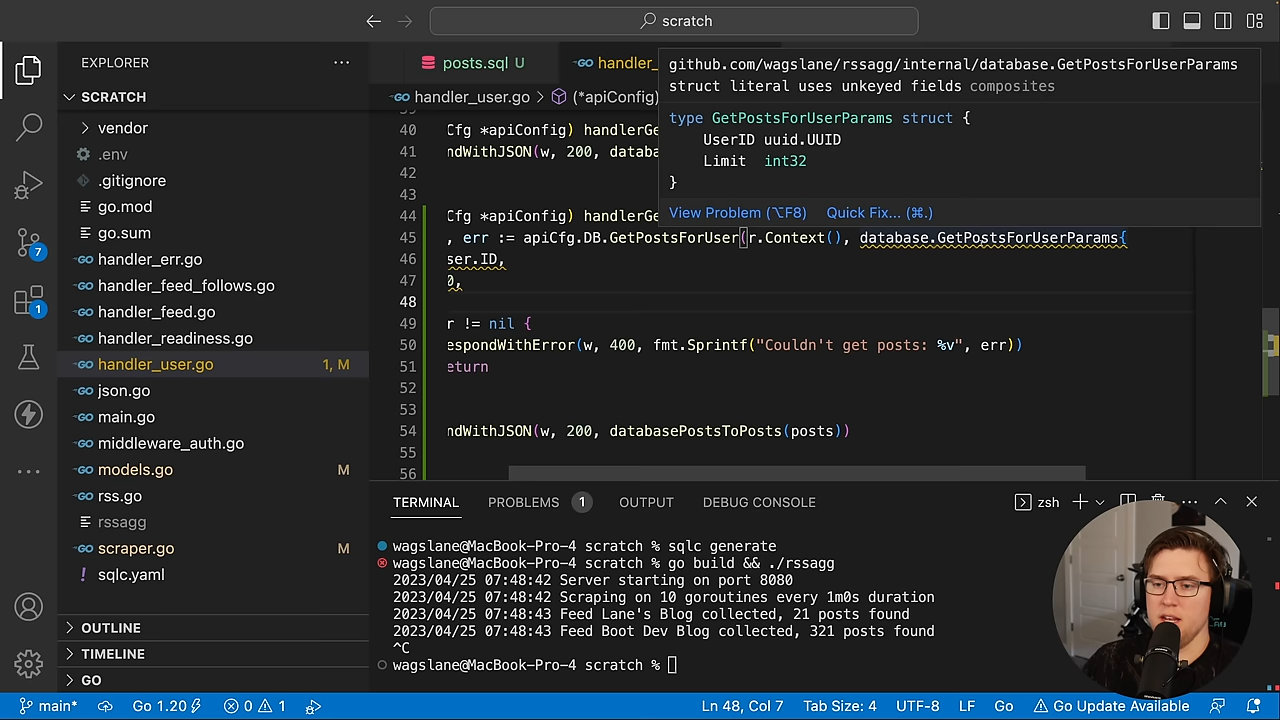 scratch
EXPLORER
SCRATCH
vendor
.env
.gitignore
go.mod
go.sum
handler_err.go
handler_feed_follows.go
handler_feed.go
handler_readiness.go
handler_user.go 1, M
json.go
main.go
middleware_auth.go
models.go M
rss.go
rssagg
scraper.go M
sqlc.yaml
OUTLINE
TIMELINE
GO
7
1
posts.sql U
handler_
handler_user.go > (*apiConfig)
github.com/wagslane/rssagg/internal/database.GetPostsForUserParams
struct literal uses unkeyed fields composites
type GetPostsForUserParams struct {
UserID uuid.UUID
Limit int32
}
View Problem (⌥F8) Quick Fix... (⌘.)
40 Cfg *apiConfig) handlerGe
41 ndWithJSON(w, 200, databa
42
43
44 Cfg *apiConfig) handlerGe
45 , err := apiCfg.DB.GetPostsForUser(r.Context(), database.GetPostsForUserParams{
46 ser.ID,
47 0,
48
49 r != nil {
50 espondWithError(w, 400, fmt.Sprintf("Couldn't get posts: %v", err))
51 eturn
52
53
54 ndWithJSON(w, 200, databasePostsToPosts(posts))
55
56
TERMINAL PROBLEMS 1 OUTPUT DEBUG CONSOLE zsh
wagslane@MacBook-Pro-4 scratch % sqlc generate
wagslane@MacBook-Pro-4 scratch % go build && ./rssagg
2023/04/25 07:48:42 Server starting on port 8080
2023/04/25 07:48:42 Scraping on 10 goroutines every 1m0s duration
2023/04/25 07:48:43 Feed Lane's Blog collected, 21 posts found
2023/04/25 07:48:43 Feed Boot Dev Blog collected, 321 posts found
^C
wagslane@MacBook-Pro-4 scratch %
main* Go 1.20 0 1 Ln 48, Col 7 Tab Size: 4 UTF-8 LF Go Go Update Available